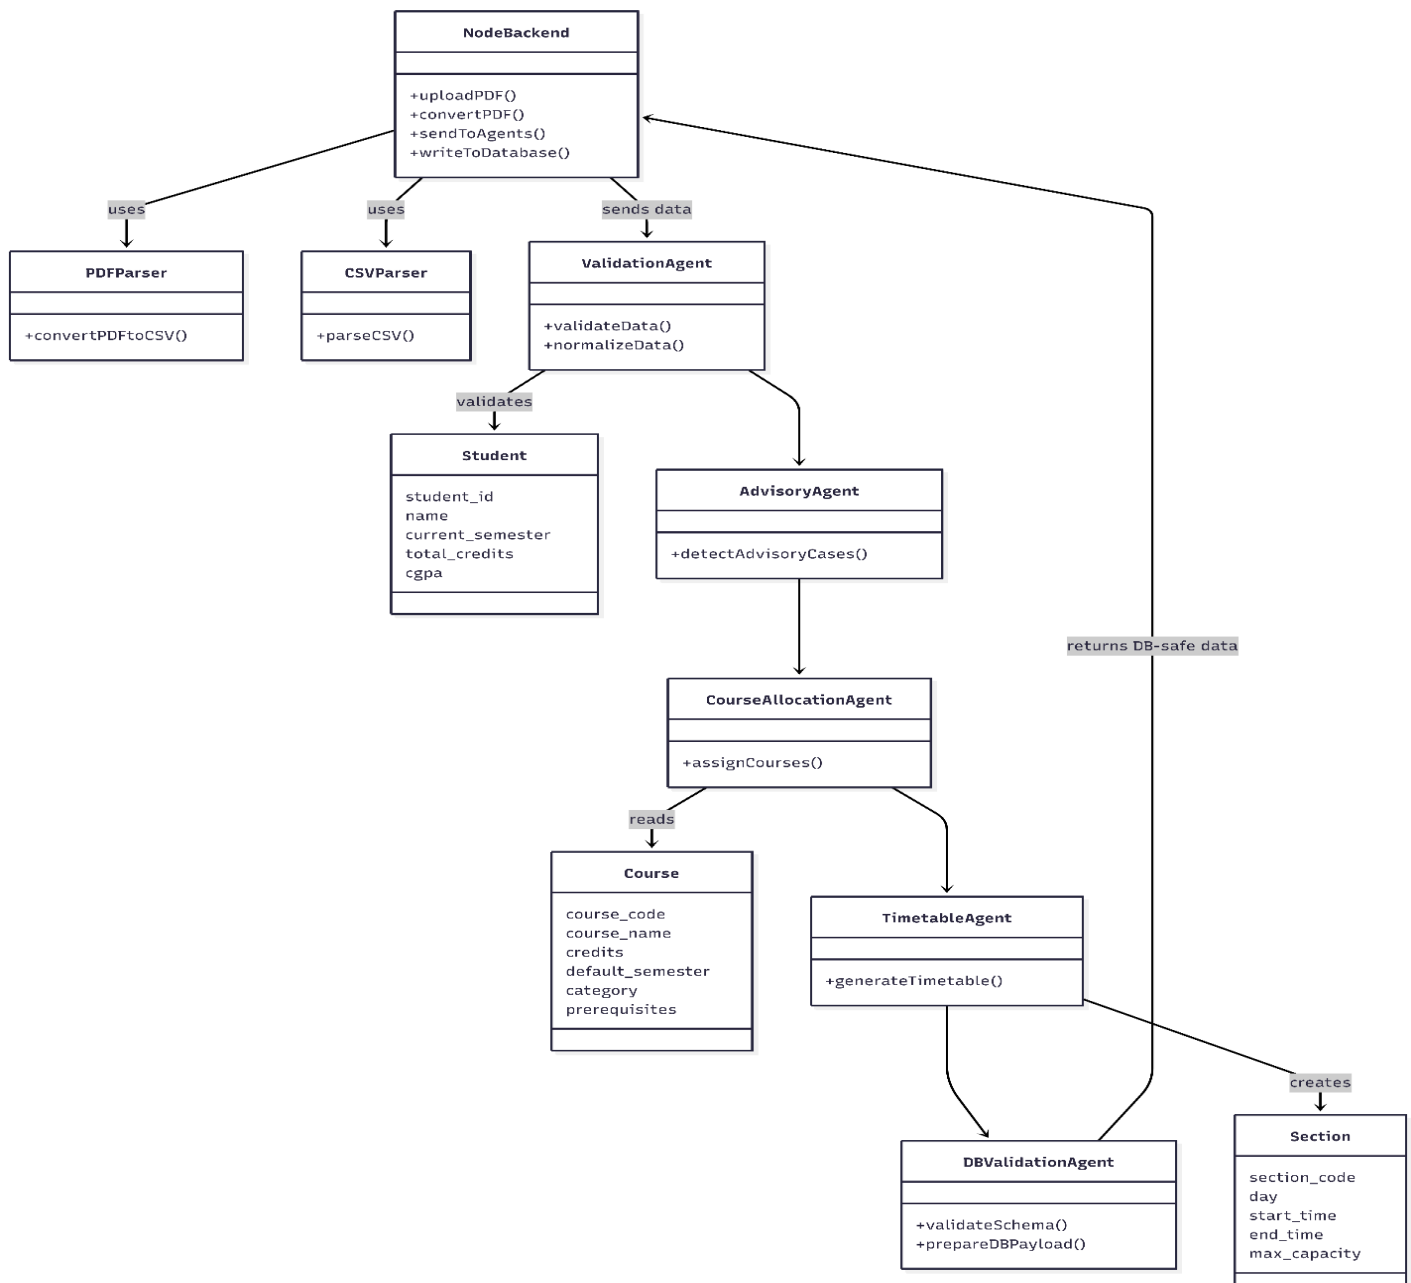 NodeBackend
+uploadPDF()
+convertPDF()
+sendToAgents()
+writeToDatabase()
uses
uses
sends data
PDFParser
+convertPDFtoCSV()
CSVParser
+parseCSV()
ValidationAgent
+validateData()
+normalizeData()
validates
Student
student_id
name
current_semester
total_credits
cgpa
AdvisoryAgent
+detectAdvisoryCases()
returns DB-safe data
CourseAllocationAgent
+assignCourses()
reads
Course
course_code
course_name
credits
default_semester
category
prerequisites
TimetableAgent
+generateTimetable()
creates
DBValidationAgent
+validateSchema()
+prepareDBPayload()
Section
section_code
day
start_time
end_time
max_capacity